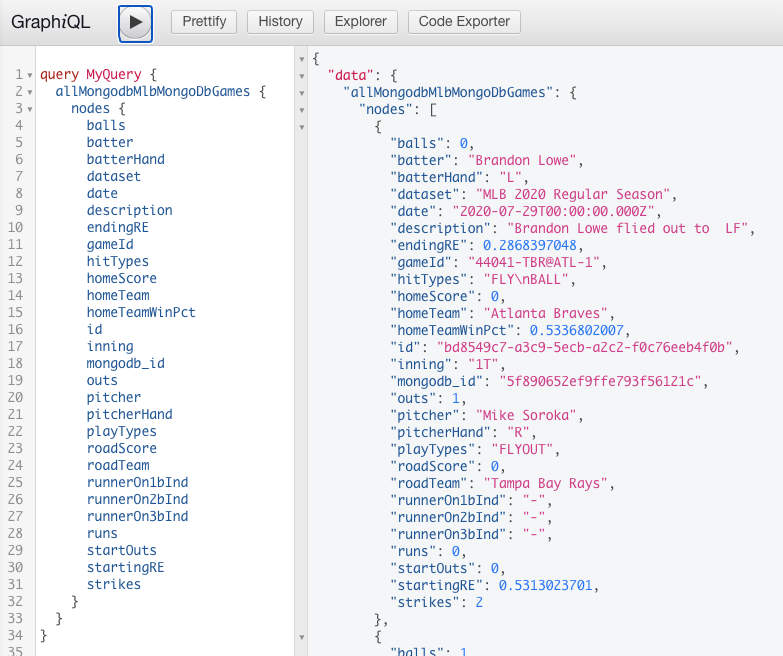 GraphiQL
Prettify
History
Explorer
Code Exporter
1 query MyQuery {
2 allMongodbMlbMongoDbGames {
3 nodes {
4 balls
5 batter
6 batterHand
7 dataset
8 date
9 description
10 endingRE
11 gameId
12 hitTypes
13 homeScore
14 homeTeam
15 homeTeamWinPct
16 id
17 inning
18 mongodb_id
19 outs
20 pitcher
21 pitcherHand
22 playTypes
23 roadScore
24 roadTeam
25 runnerOn1bInd
26 runnerOn2bInd
27 runnerOn3bInd
28 runs
29 startOuts
30 startingRE
31 strikes
32 }
33 }
34 }
35
{
"data": {
"allMongodbMlbMongoDbGames": {
"nodes": [
{
"balls": 0,
"batter": "Brandon Lowe",
"batterHand": "L",
"dataset": "MLB 2020 Regular Season",
"date": "2020-07-29T00:00:00.000Z",
"description": "Brandon Lowe flied out to  LF",
"endingRE": 0.2868397048,
"gameId": "44041-TBR@ATL-1",
"hitTypes": "FLY\nBALL",
"homeScore": 0,
"homeTeam": "Atlanta Braves",
"homeTeamWinPct": 0.5336802007,
"id": "bd8549c7-a3c9-5ecb-a2c2-f0c76eeb4f0b",
"inning": "1T",
"mongodb_id": "5f890652ef9ffe793f56121c",
"outs": 1,
"pitcher": "Mike Soroka",
"pitcherHand": "R",
"playTypes": "FLYOUT",
"roadScore": 0,
"roadTeam": "Tampa Bay Rays",
"runnerOn1bInd": "-",
"runnerOn2bInd": "-",
"runnerOn3bInd": "-",
"runs": 0,
"startOuts": 0,
"startingRE": 0.5313023701,
"strikes": 2
},
{
"balls": 1,